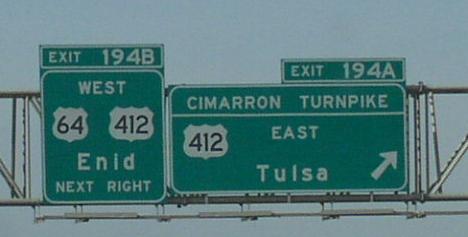 EXIT 194B
WEST
64 412
Enid
NEXT RIGHT
EXIT 194A
CIMARRON TURNPIKE
412 EAST
Tulsa